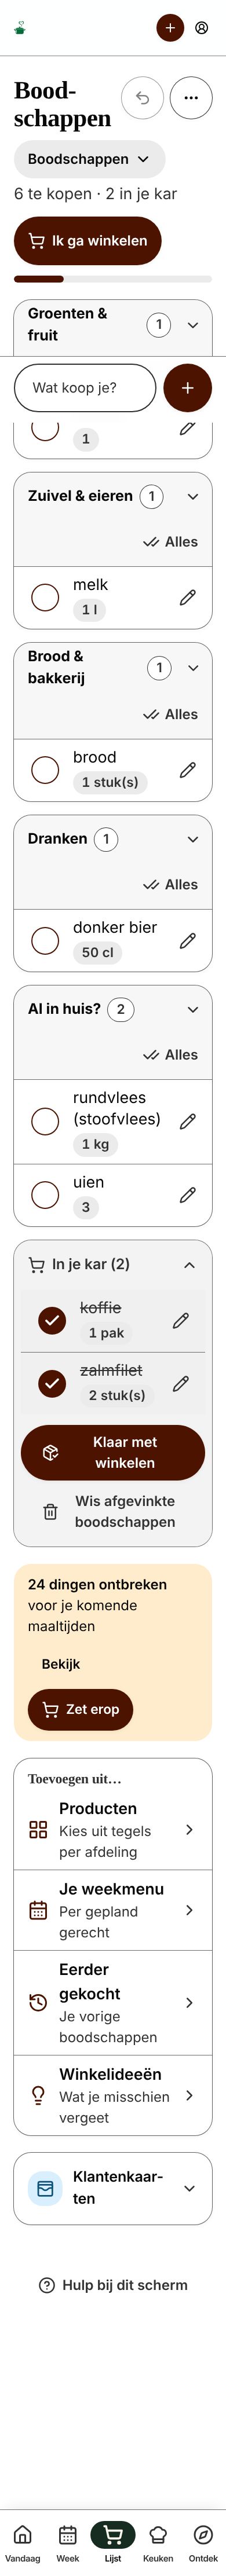 Bood-
schappen
Boodschappen
6 te kopen · 2 in je kar
Ik ga winkelen
Groenten &
fruit
1
Wat koop je?
1
Zuivel & eieren 1
Alles
melk
1 l
Brood &
bakkerij
1
Alles
brood
1 stuk(s)
Dranken 1
Alles
donker bier
50 cl
Al in huis? 2
Alles
rundvlees
(stoofvlees)
1 kg
uien
3
In je kar (2)
koffie
1 pak
zalmfilet
2 stuk(s)
Klaar met
winkelen
Wis afgevinkte
boodschappen
24 dingen ontbreken
voor je komende
maaltijden
Bekijk
Zet erop
Toevoegen uit…
Producten
Kies uit tegels
per afdeling
Je weekmenu
Per gepland
gerecht
Eerder
gekocht
Je vorige
boodschappen
Winkelideeën
Wat je misschien
vergeet
Klantenkaar-
ten
Hulp bij dit scherm
Vandaag Week Lijst Keuken Ontdek